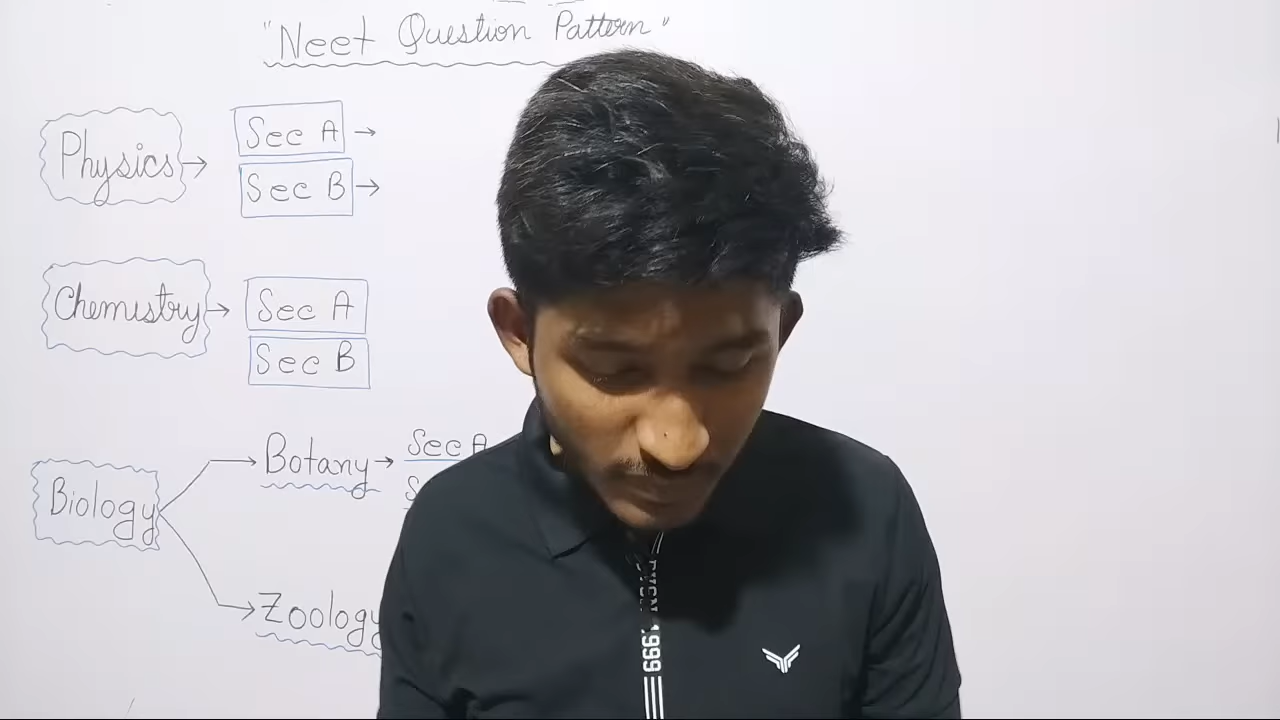 "Neet Question Pattern"
Physics → Sec A →
Sec B →
Chemistry → Sec A
Sec B
Biology → Botany → Sec A
→ Zoology
1999